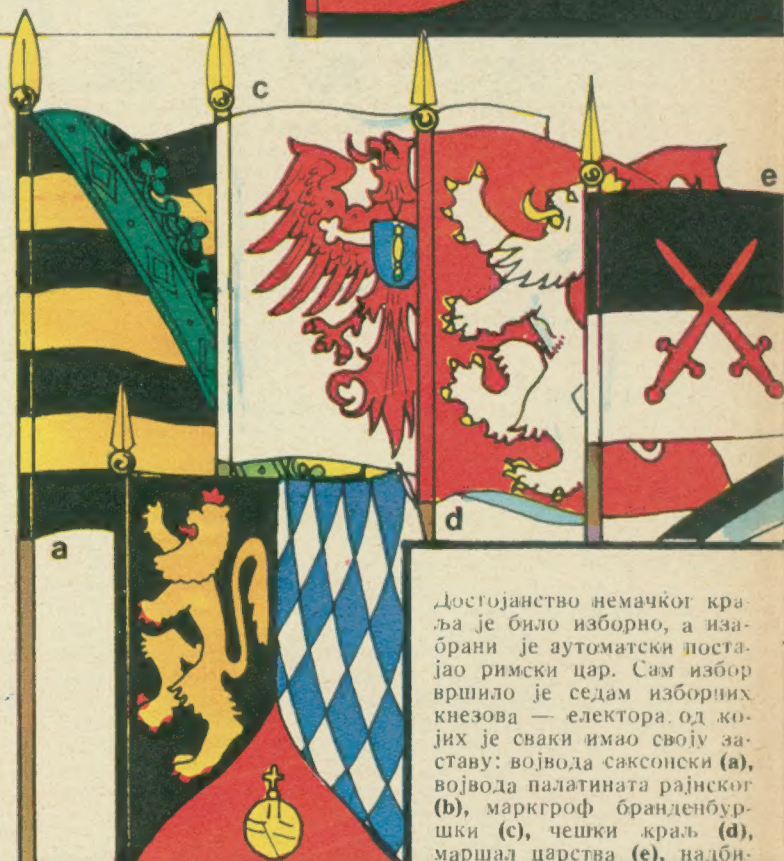 c
e
a
d
Достојанство немачког кра-
ља је било изборно, а иза-
брани је аутоматски поста-
јао римски цар. Сам избор
вршило је седам изборних
кнезова — електора. од ко-
јих је сваки имао своју за-
ставу: војвода саксонски (a),
војвода палатината рајнског
(b), маркгроф бранденбур-
шки (c), чешки краљ (d),
маршал царства (e), надби-